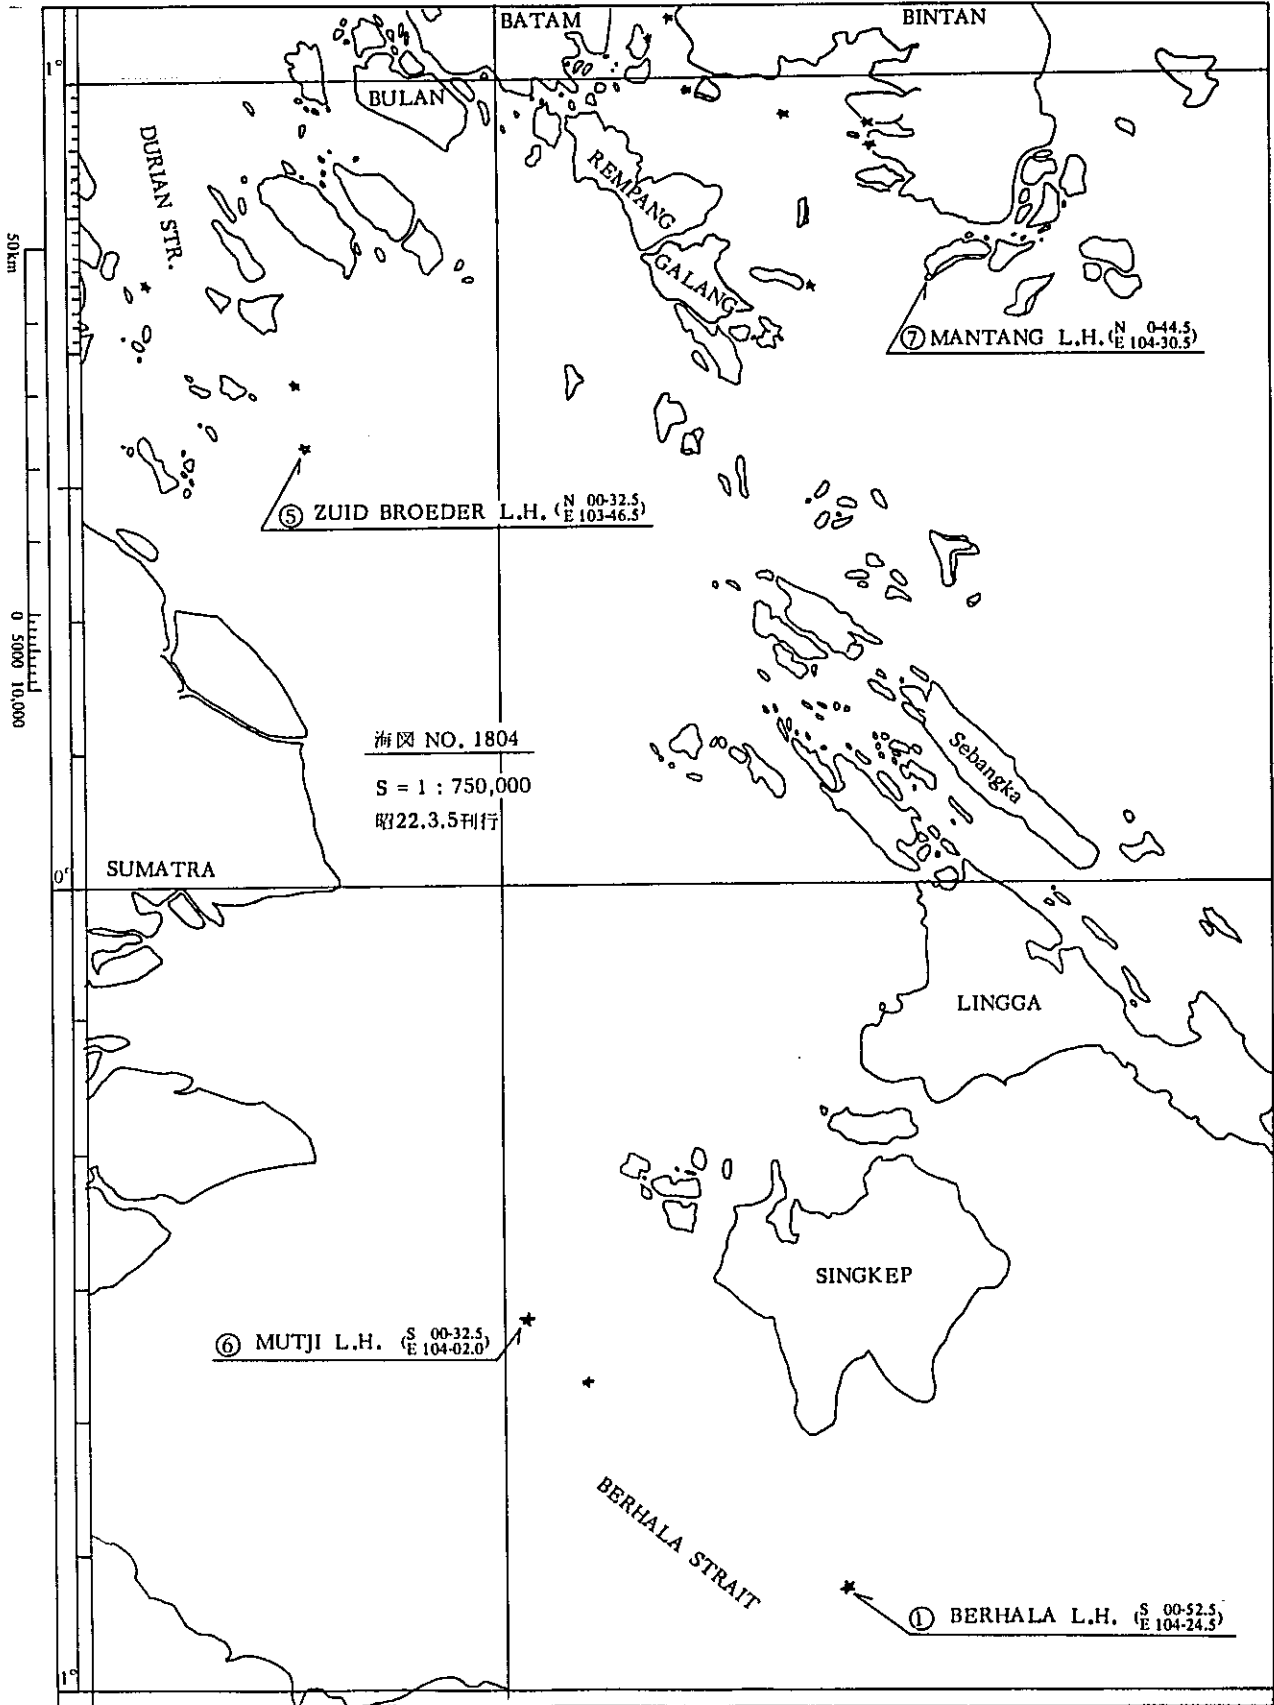 BATAM
BINTAN
1°
BULAN
DURIAN STR.
REMPANG
GALANG
50km
⑦ MANTANG L.H. (N 0-44.5
E 104-30.5)
⑤ ZUID BROEDER L.H. (N 00-32.5
E 103-46.5)
0 5000 10,000
海図 NO. 1804
S = 1 : 750,000
昭22.3.5刊行
Sebangka
SUMATRA
0°
LINGGA
SINGKEP
⑥ MUTJI L.H. (S 00-32.5
E 104-02.0)
BERHALA STRAIT
① BERHALA L.H. (S 00-52.5
E 104-24.5)
1°